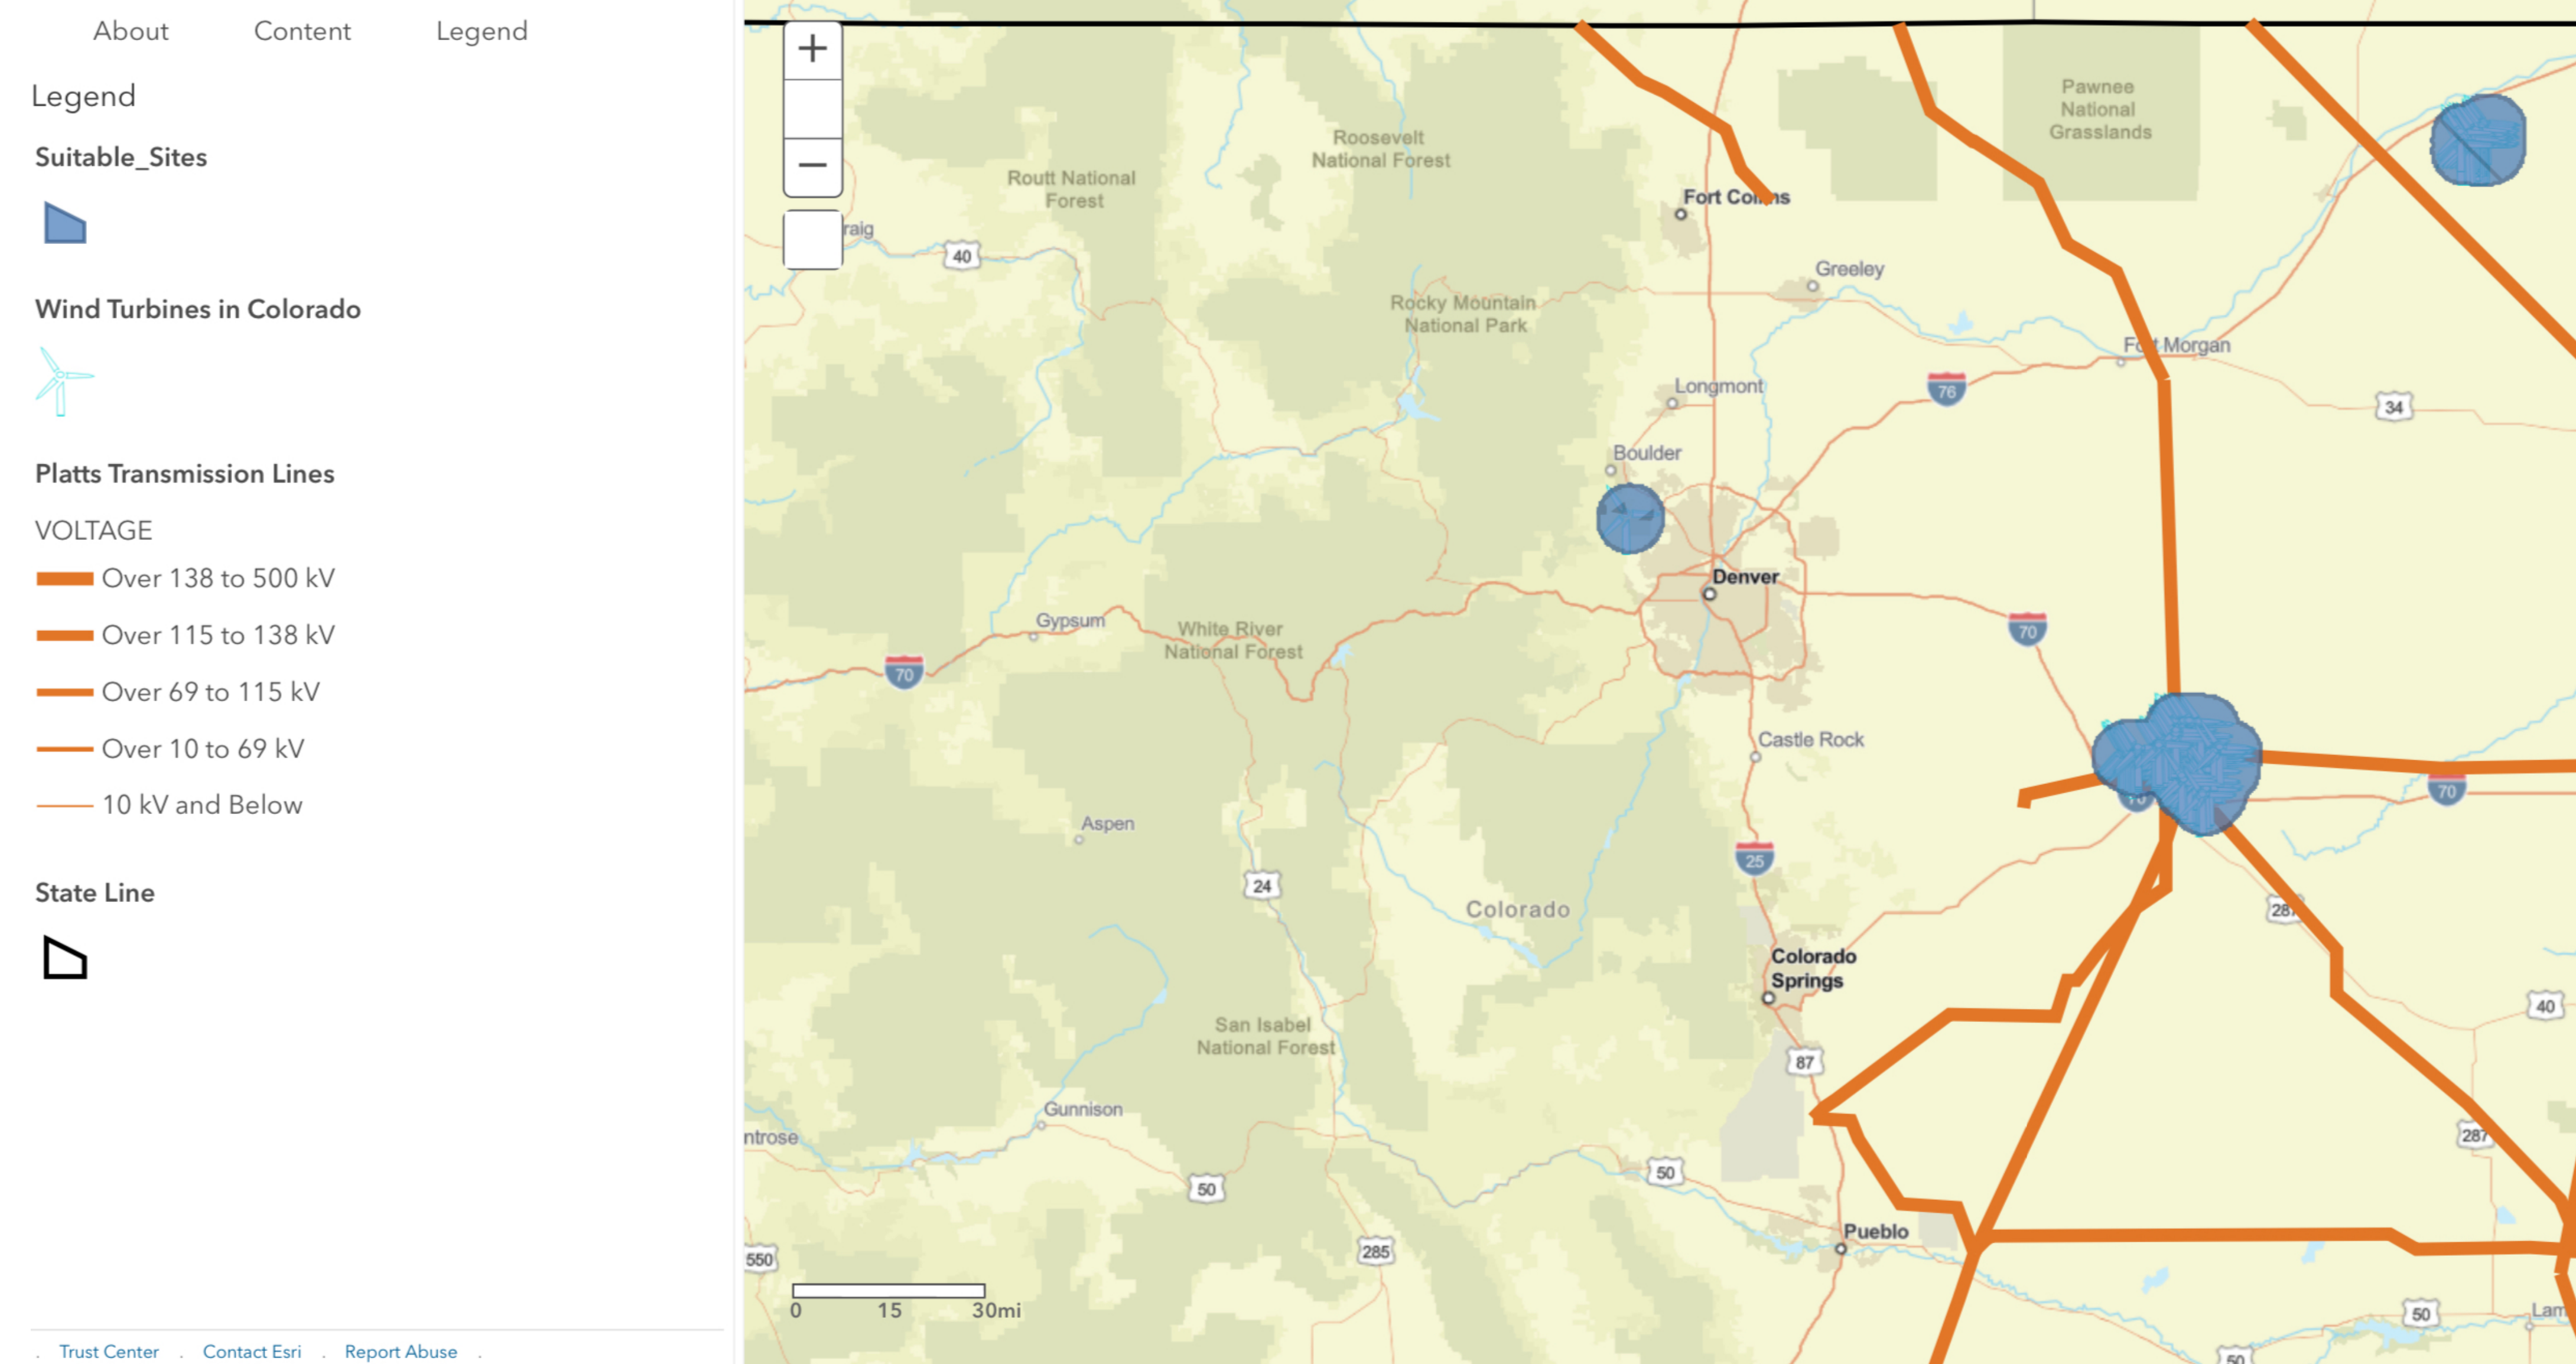 About Content Legend
Legend
Suitable_Sites
Wind Turbines in Colorado
Platts Transmission Lines
VOLTAGE
Over 138 to 500 kV
Over 115 to 138 kV
Over 69 to 115 kV
Over 10 to 69 kV
10 kV and Below
State Line
. Trust Center . Contact Esri . Report Abuse .
+
−
Pawnee
National
Grasslands
Roosevelt
National Forest
Routt National
Forest
Fort Collins
raig
40
Greeley
Rocky Mountain
National Park
Fort Morgan
Longmont
76
34
Boulder
Denver
Gypsum
White River
National Forest
70
70
Castle Rock
70
70
Aspen
25
24
Colorado
287
Colorado
Springs
40
San Isabel
National Forest
87
Gunnison
ntrose
287
50
50
Pueblo
550
285
0 15 30mi
50
Lam
50